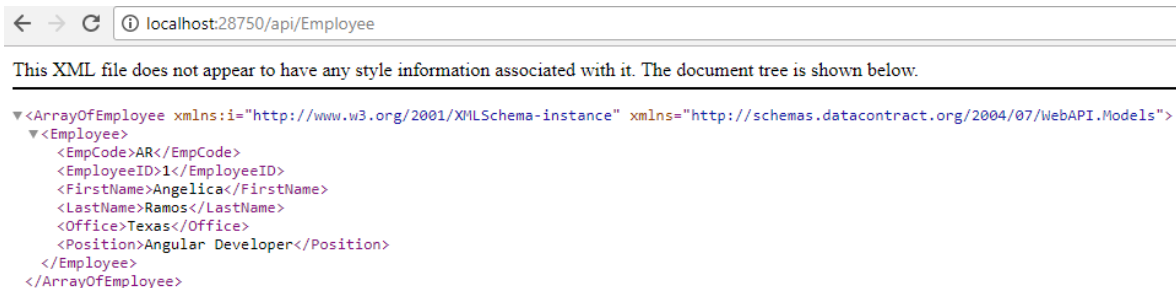 localhost:28750/api/Employee
This XML file does not appear to have any style information associated with it. The document tree is shown below.
▼<ArrayOfEmployee xmlns:i="http://www.w3.org/2001/XMLSchema-instance" xmlns="http://schemas.datacontract.org/2004/07/WebAPI.Models">
▼<Employee>
<EmpCode>AR</EmpCode>
<EmployeeID>1</EmployeeID>
<FirstName>Angelica</FirstName>
<LastName>Ramos</LastName>
<Office>Texas</Office>
<Position>Angular Developer</Position>
</Employee>
</ArrayOfEmployee>